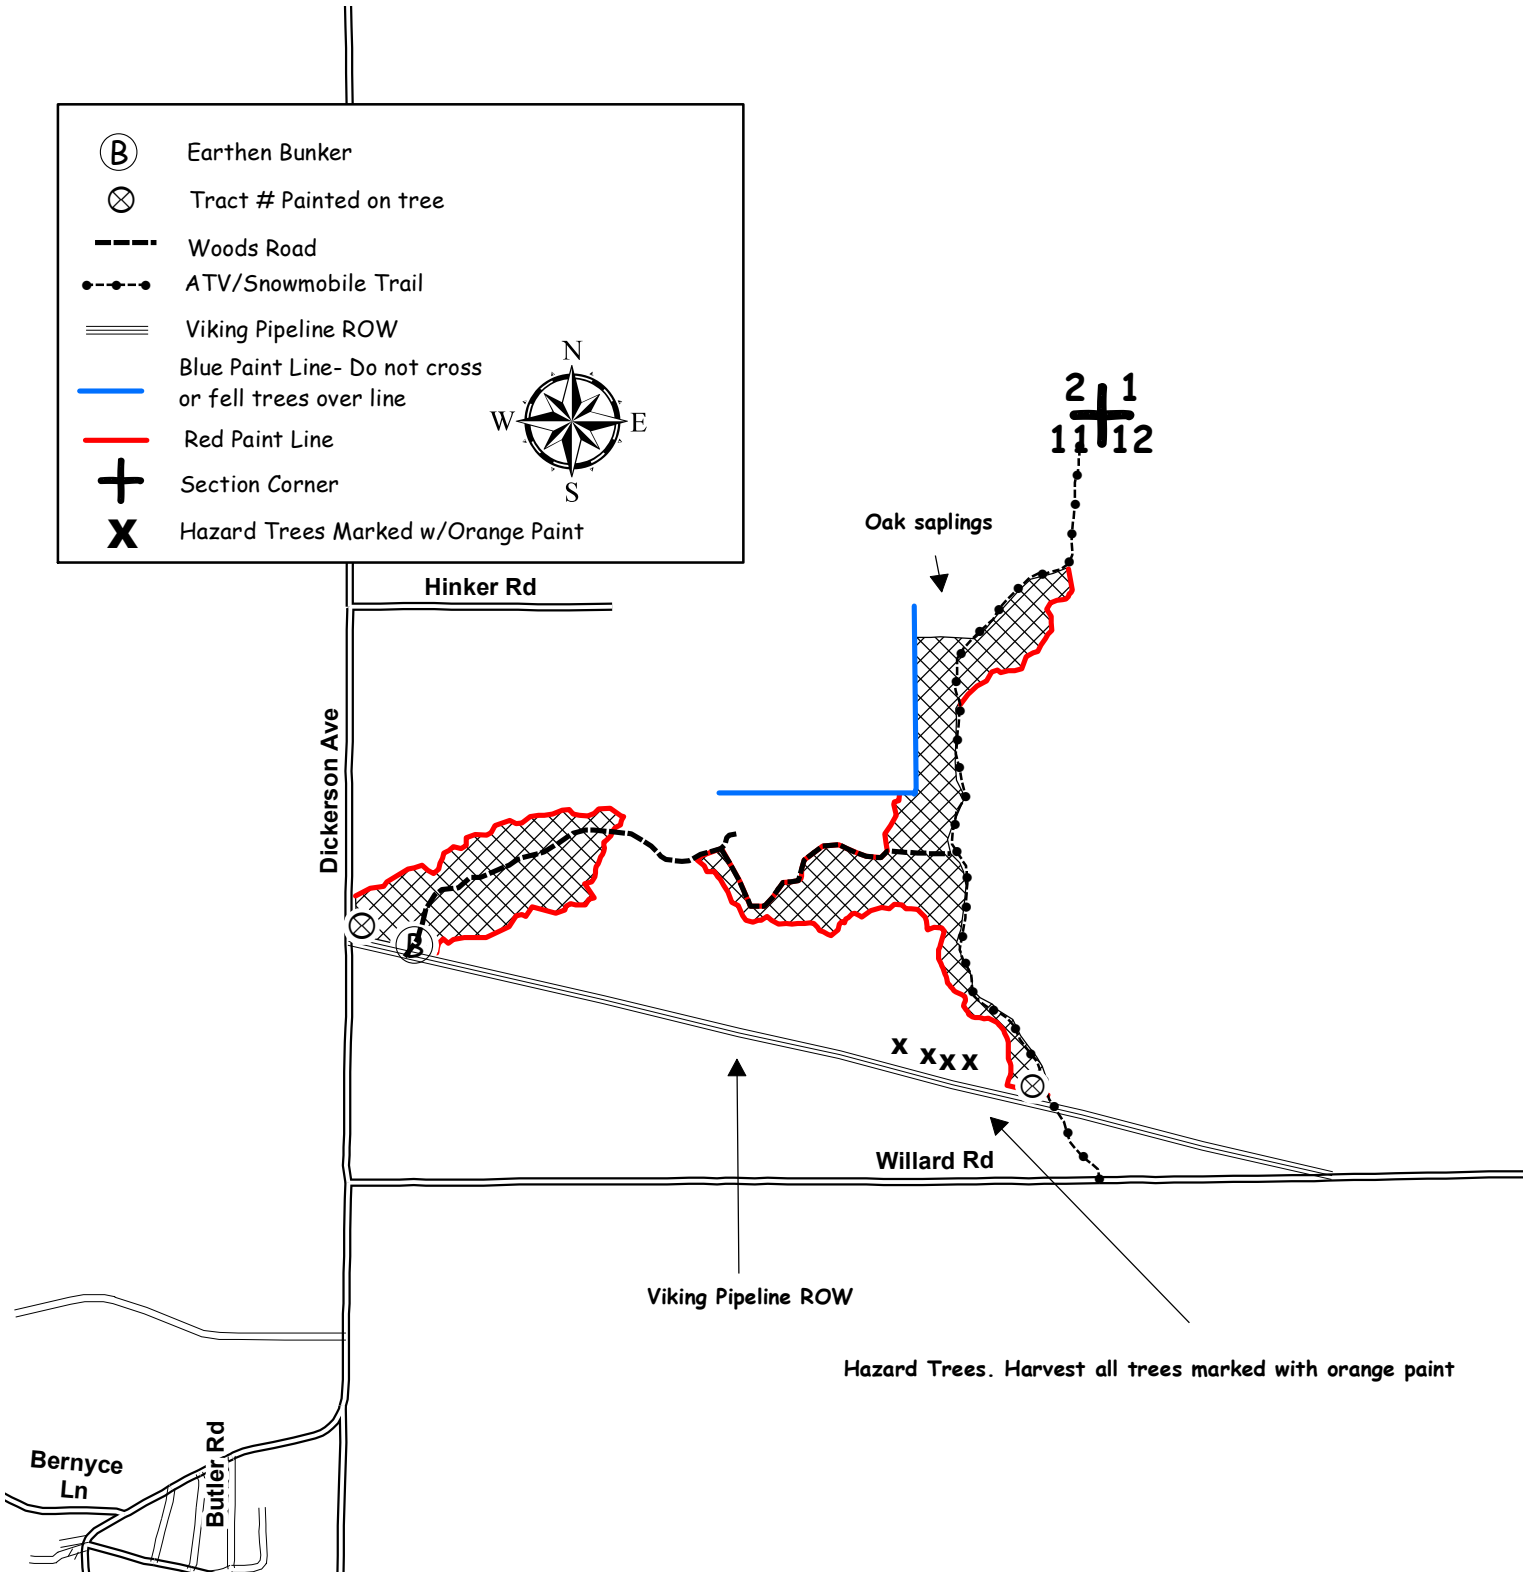 B
Earthen Bunker
Tract # Painted on tree
Woods Road
ATV/Snowmobile Trail
Viking Pipeline ROW
Blue Paint Line- Do not cross
or fell trees over line
Red Paint Line
Section Corner
X
Hazard Trees Marked w/Orange Paint
N
W
E
S
2 1
11 12
Oak saplings
Hinker Rd
Dickerson Ave
B
x x x x
Willard Rd
Viking Pipeline ROW
Hazard Trees. Harvest all trees marked with orange paint
Butler Rd
Bernyce
Ln